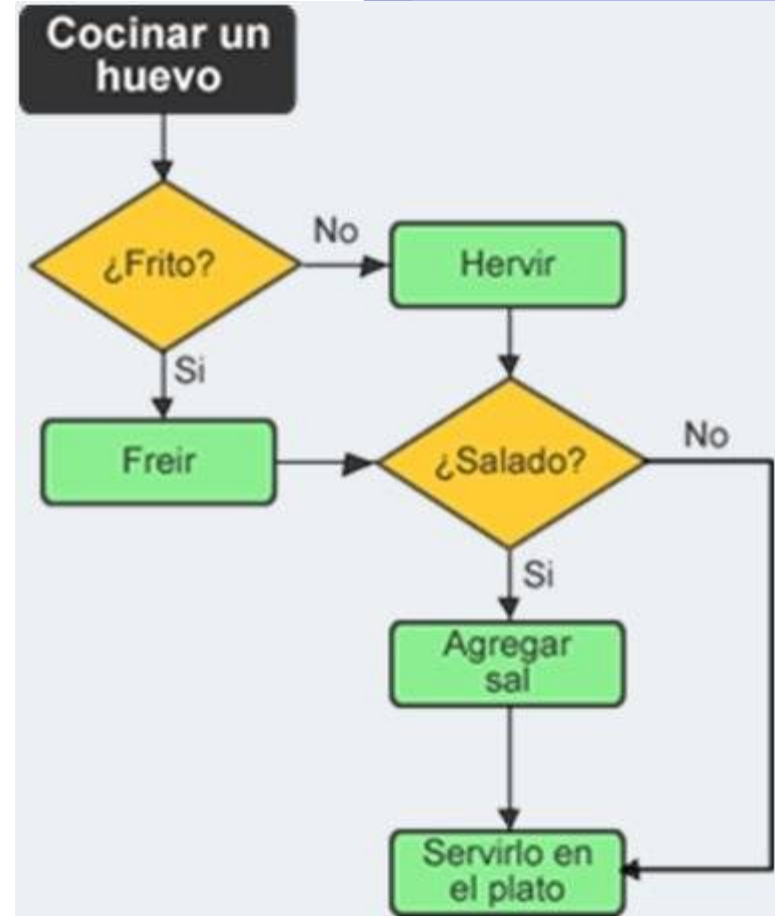 Cocinar un
huevo
¿Frito?
No
Hervir
Si
Freir
¿Salado?
No
Si
Agregar
sal
Servirlo en
el plato